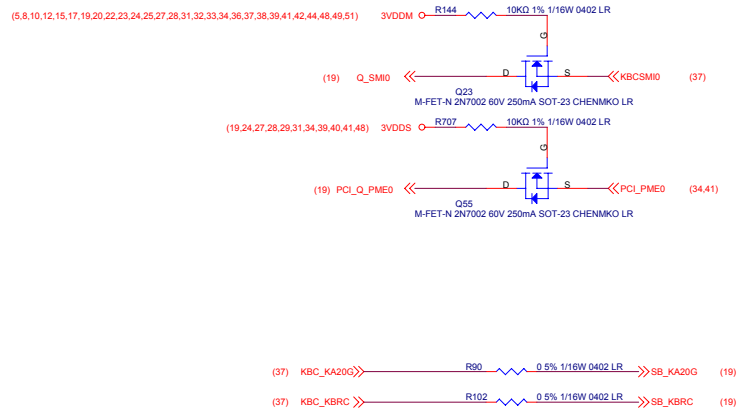 (5,8,10,12,15,17,19,20,22,23,24,25,27,28,31,32,33,34,36,37,38,39,41,42,44,48,49,51) 3VDDM R144 10KΩ 1% 1/16W 0402 LR
G
(19) Q_SMI0 D S KBCSMI0 (37)
Q23
M-FET-N 2N7002 60V 250mA SOT-23 CHENMKO LR
(19,24,27,28,29,31,34,39,40,41,48) 3VDDS R707 10KΩ 1% 1/16W 0402 LR
G
(19) PCI_Q_PME0 D S PCI_PME0 (34,41)
Q55
M-FET-N 2N7002 60V 250mA SOT-23 CHENMKO LR
(37) KBC_KA20G R90 0 5% 1/16W 0402 LR SB_KA20G (19)
(37) KBC_KBRC R102 0 5% 1/16W 0402 LR SB_KBRC (19)